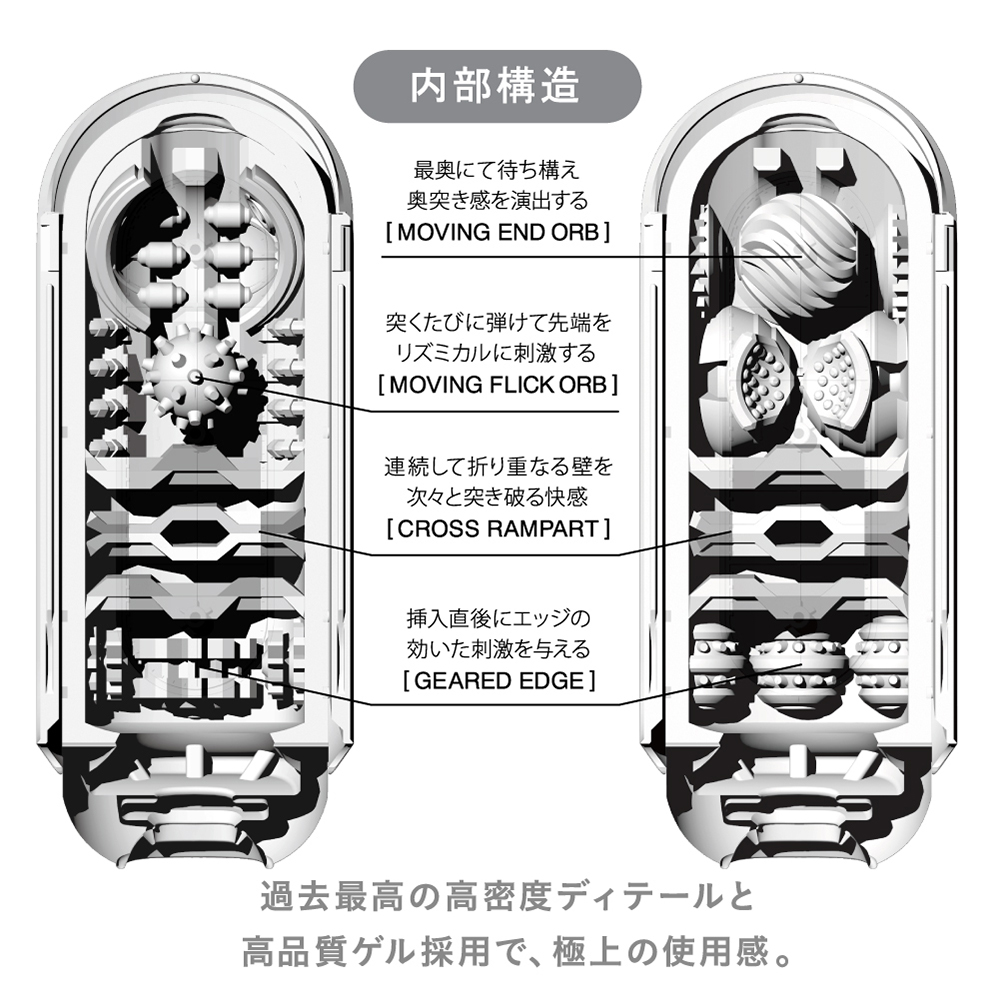 内部構造
最奥にて待ち構え
奥突き感を演出する
[ MOVING END ORB ]
突くたびに弾けて先端を
リズミカルに刺激する
[ MOVING FLICK ORB ]
連続して折り重なる壁を
次々と突き破る快感
[ CROSS RAMPART ]
挿入直後にエッジの
効いた刺激を与える
[ GEARED EDGE ]
過去最高の高密度ディテールと
高品質ゲル採用で、極上の使用感。